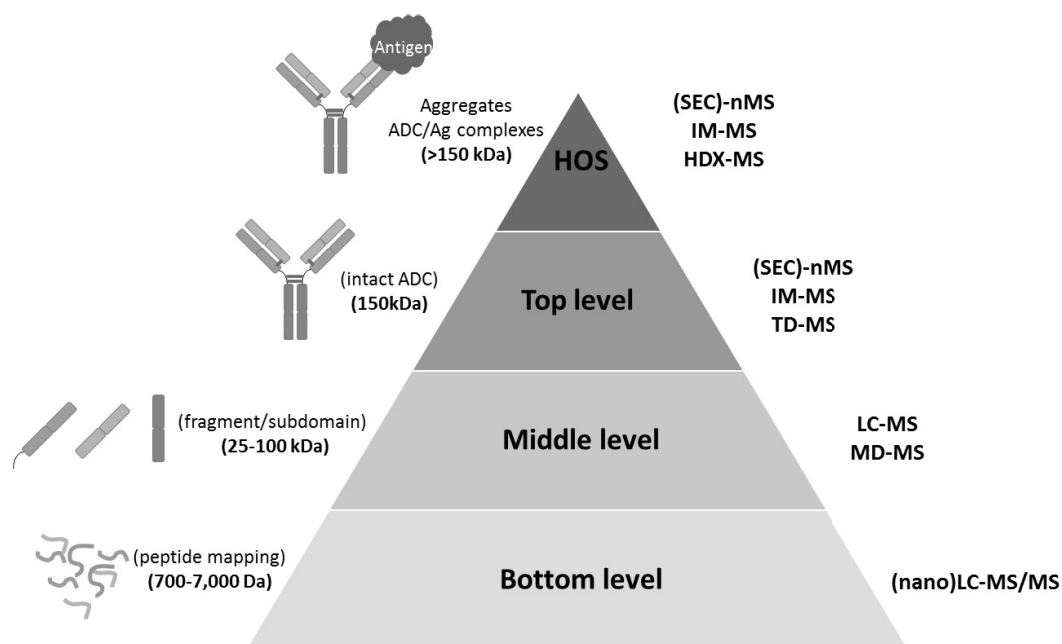 Antigen
Aggregates
ADC/Ag complexes
(>150 kDa)
HOS
(SEC)-nMS
IM-MS
HDX-MS
(intact ADC)
(150kDa)
Top level
(SEC)-nMS
IM-MS
TD-MS
(fragment/subdomain)
(25-100 kDa)
Middle level
LC-MS
MD-MS
(peptide mapping)
(700-7,000 Da)
Bottom level
(nano)LC-MS/MS